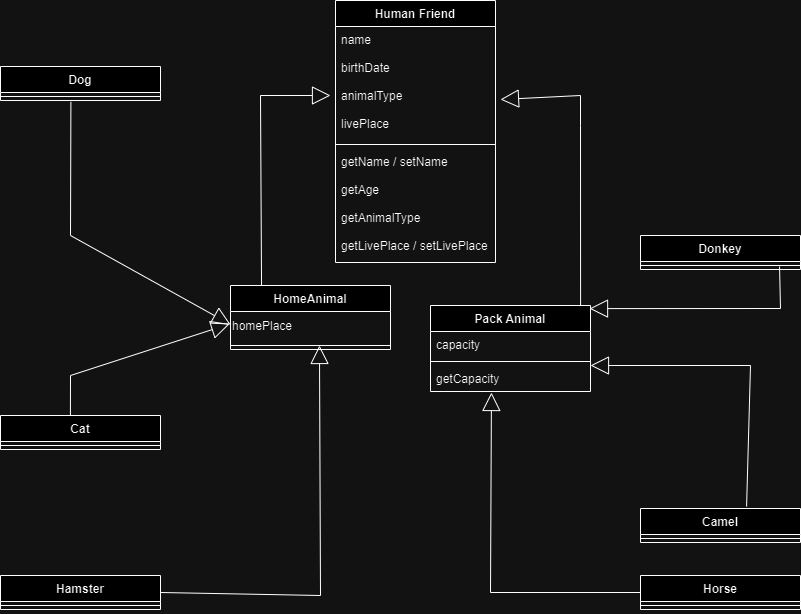 Human Friend
name
birthDate
animalType
livePlace
getName / setName
getAge
getAnimalType
getLivePlace / setLivePlace
Dog
Donkey
HomeAnimal
homePlace
Pack Animal
capacity
getCapacity
Cat
Camel
Hamster
Horse